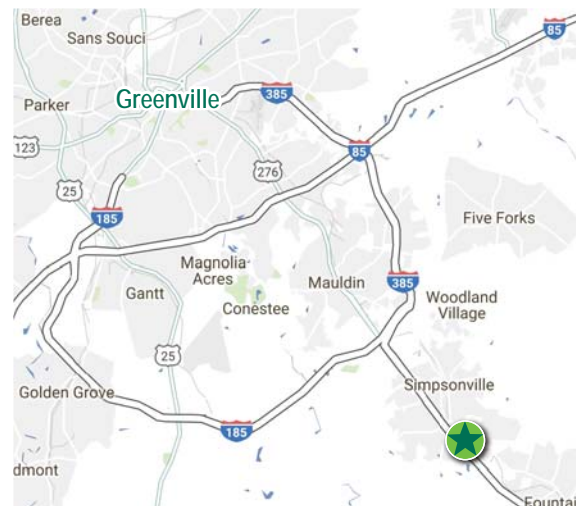 Berea
Sans Souci
85
Greenville
385
Parker
123
85
276
25
185
Five Forks
Magnolia
Acres
Mauldin
385
Gantt
Conestee
Woodland
Village
25
Simpsonville
Golden Grove
185
dmont
Fountai